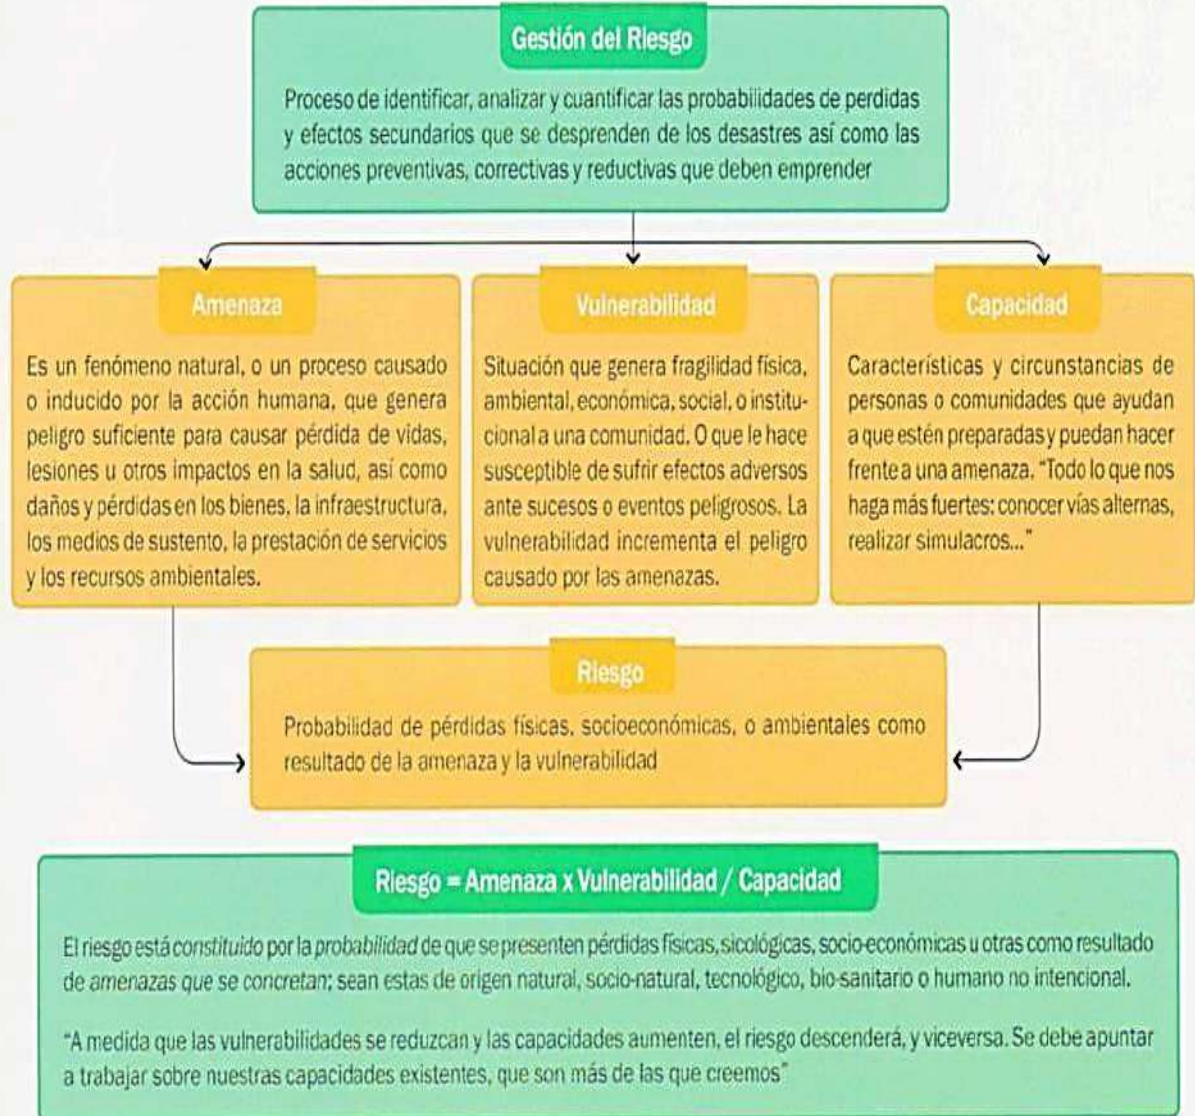 Gestión del Riesgo
Proceso de identificar, analizar y cuantificar las probabilidades de perdidas
y efectos secundarios que se desprenden de los desastres así como las
acciones preventivas, correctivas y reductivas que deben emprender
Amenaza
Es un fenómeno natural, o un proceso causado
o inducido por la acción humana, que genera
peligro suficiente para causar pérdida de vidas,
lesiones u otros impactos en la salud, así como
daños y pérdidas en los bienes, la infraestructura,
los medios de sustento, la prestación de servicios
y los recursos ambientales.
Vulnerabilidad
Situación que genera fragilidad física,
ambiental, económica, social, o institu-
cional a una comunidad. O que le hace
susceptible de sufrir efectos adversos
ante sucesos o eventos peligrosos. La
vulnerabilidad incrementa el peligro
causado por las amenazas.
Capacidad
Características y circunstancias de
personas o comunidades que ayudan
a que estén preparadas y puedan hacer
frente a una amenaza. "Todo lo que nos
haga más fuertes: conocer vías alternas,
realizar simulacros..."
Riesgo
Probabilidad de pérdidas físicas, socioeconómicas, o ambientales como
resultado de la amenaza y la vulnerabilidad
Riesgo = Amenaza x Vulnerabilidad / Capacidad
El riesgo está constituido por la probabilidad de que se presenten pérdidas físicas, sicológicas, socio-económicas u otras como resultado
de amenazas que se concretan; sean estas de origen natural, socio-natural, tecnológico, bio-sanitario o humano no intencional.
"A medida que las vulnerabilidades se reduzcan y las capacidades aumenten, el riesgo descenderá, y viceversa. Se debe apuntar
a trabajar sobre nuestras capacidades existentes, que son más de las que creemos"